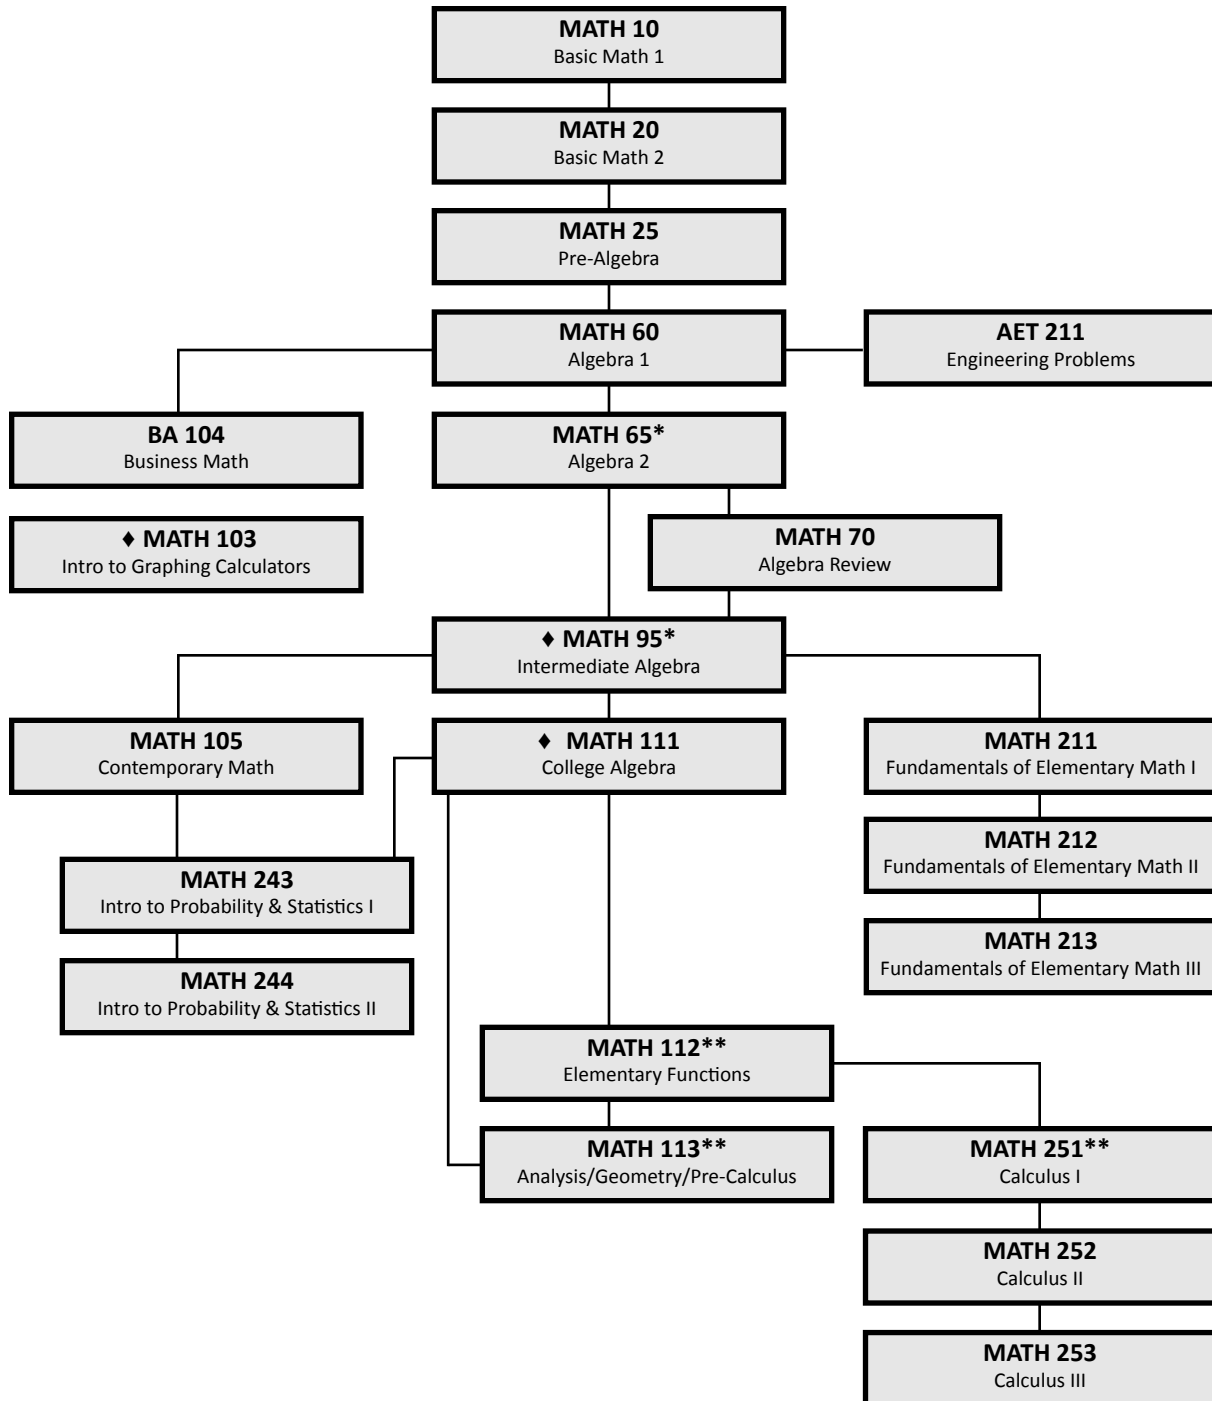 MATH 10
Basic Math 1
MATH 20
Basic Math 2
MATH 25
Pre-Algebra
MATH 60
Algebra 1
AET 211
Engineering Problems
BA 104
Business Math
MATH 65*
Algebra 2
♦ MATH 103
Intro to Graphing Calculators
MATH 70
Algebra Review
♦ MATH 95*
Intermediate Algebra
MATH 105
Contemporary Math
♦ MATH 111
College Algebra
MATH 211
Fundamentals of Elementary Math I
MATH 212
Fundamentals of Elementary Math II
MATH 243
Intro to Probability & Statistics I
MATH 213
Fundamentals of Elementary Math III
MATH 244
Intro to Probability & Statistics II
MATH 112**
Elementary Functions
MATH 113**
Analysis/Geometry/Pre-Calculus
MATH 251**
Calculus I
MATH 252
Calculus II
MATH 253
Calculus III